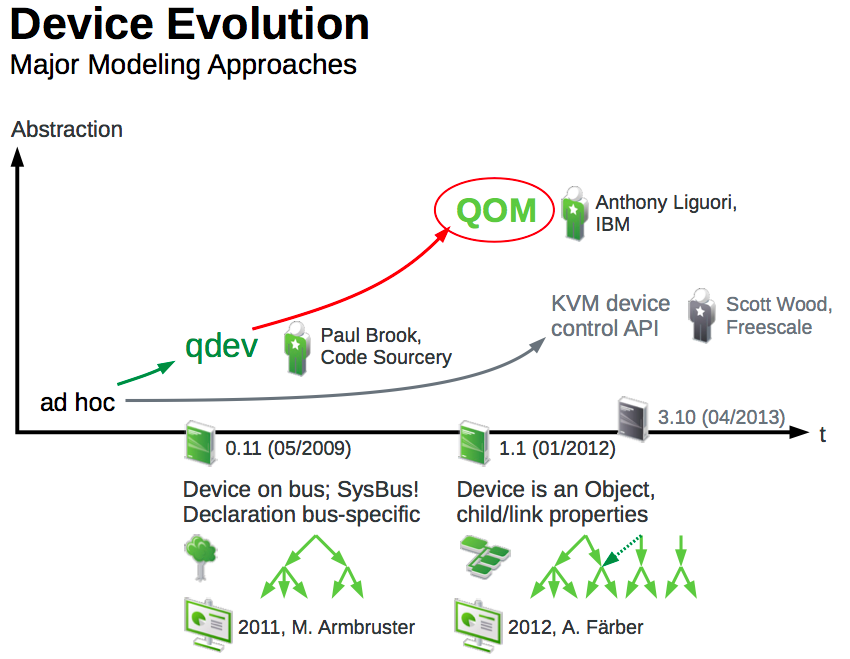 Device Evolution
Major Modeling Approaches
Abstraction
QOM
Anthony Liguori,
IBM
KVM device
control API
Scott Wood,
Freescale
qdev
Paul Brook,
Code Sourcery
ad hoc
3.10 (04/2013)
t
0.11 (05/2009)
1.1 (01/2012)
Device on bus; SysBus!
Declaration bus-specific
Device is an Object,
child/link properties
2011, M. Armbruster
2012, A. Färber